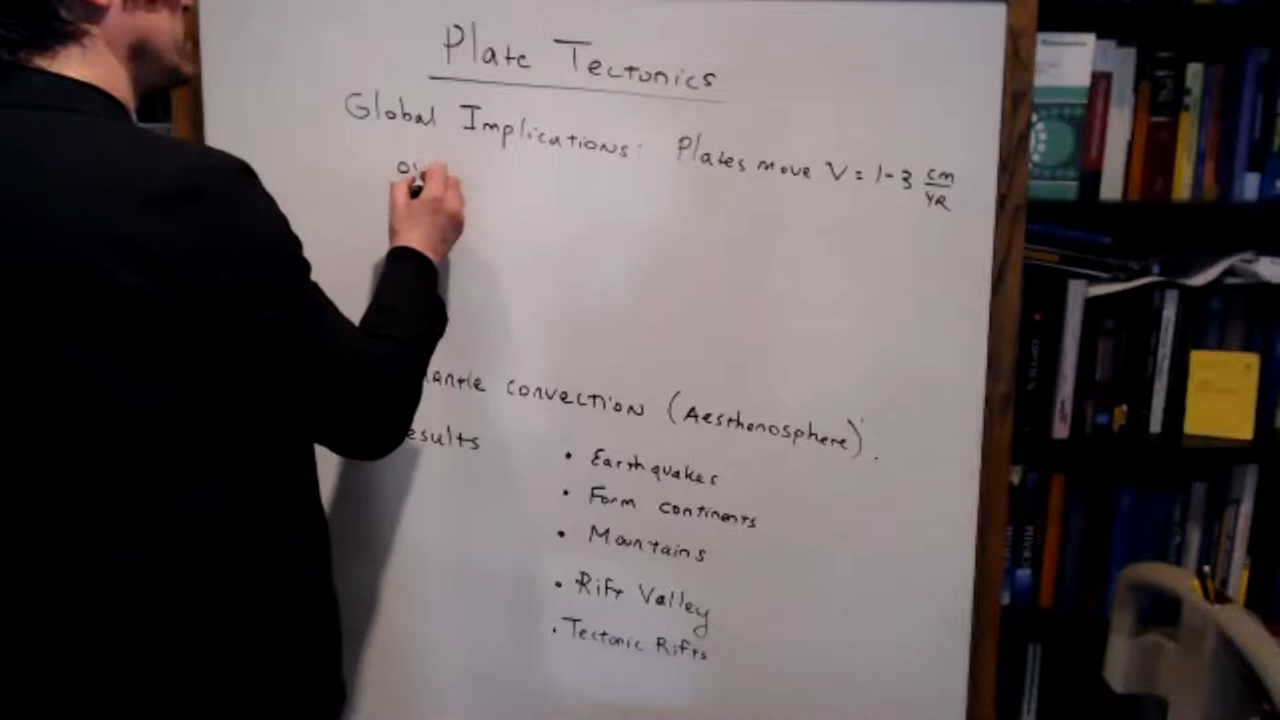 Plate Tectonics
Global Implications: Plates move V = 1-3 cm/YR
antle convection (Aesthenosphere).
esults
• Earthquakes
• Form continents
• Mountains
• Rift Valley
• Tectonic Rifts